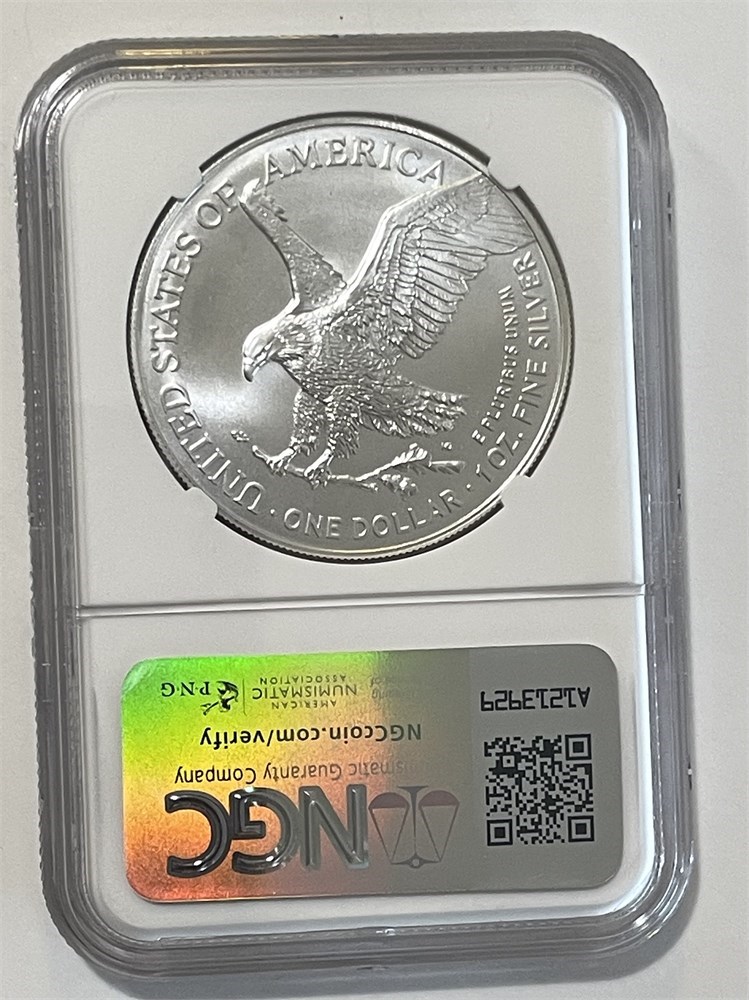 UNITED STATES OF AMERICA
E PLURIBUS UNUM
1 OZ. FINE SILVER
· ONE DOLLAR ·
NGC
Guaranty Company
NGCcoin.com/verify
AMERICAN
NUMISMATIC
ASSOCIATION
PNG
A1213929